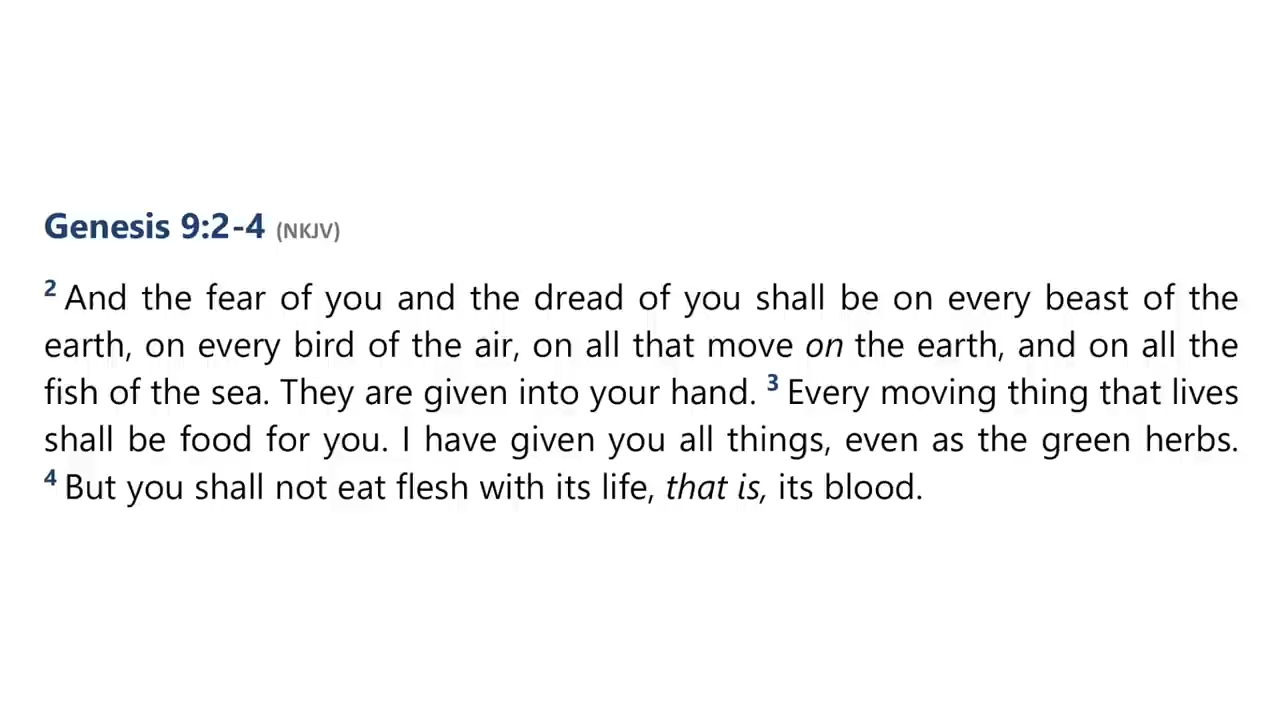 Genesis 9:2-4 (NKJV)
2 And the fear of you and the dread of you shall be on every beast of the
earth, on every bird of the air, on all that move on the earth, and on all the
fish of the sea. They are given into your hand. 3 Every moving thing that lives
shall be food for you. I have given you all things, even as the green herbs.
4 But you shall not eat flesh with its life, that is, its blood.